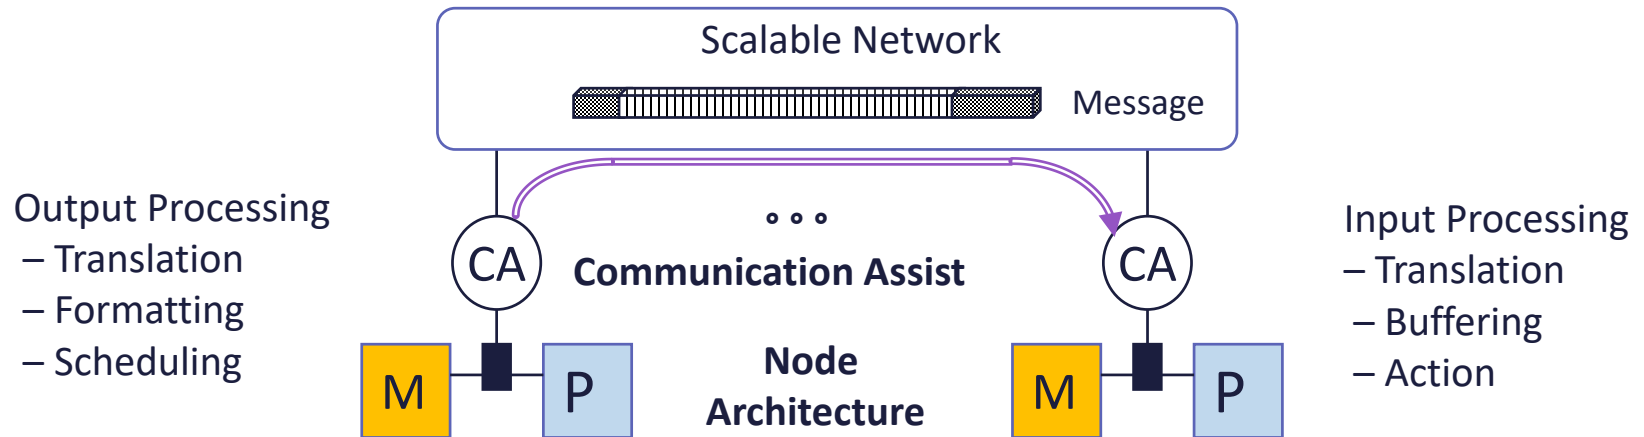 Scalable Network
Message
Output Processing
– Translation
– Formatting
– Scheduling
CA
Communication Assist
CA
Input Processing
– Translation
– Buffering
– Action
M
P
Node
Architecture
M
P